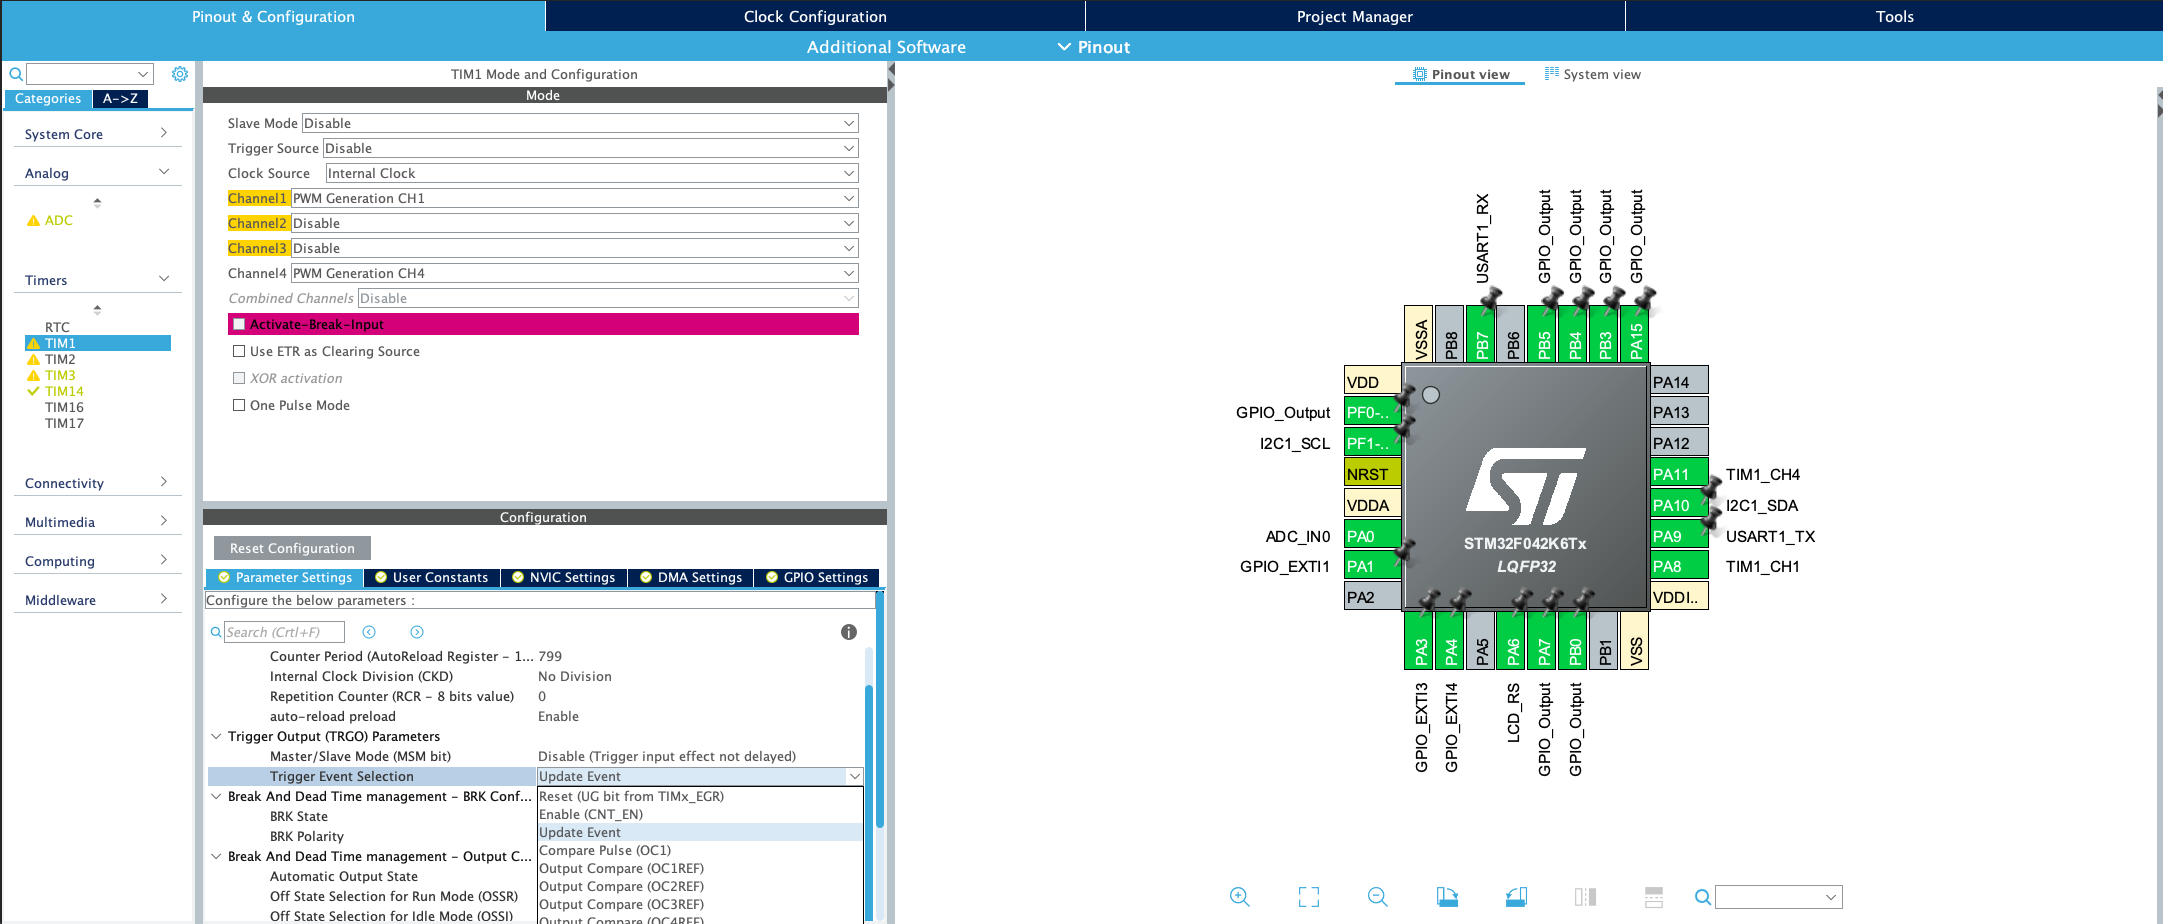 Pinout & Configuration
Clock Configuration
Project Manager
Tools
Additional Software
Pinout
Categories
A->Z
System Core
Analog
ADC
Timers
RTC
TIM1
TIM2
TIM3
TIM14
TIM16
TIM17
Connectivity
Multimedia
Computing
Middleware
TIM1 Mode and Configuration
Mode
Slave Mode Disable
Trigger Source Disable
Clock Source Internal Clock
Channel1 PWM Generation CH1
Channel2 Disable
Channel3 Disable
Channel4 PWM Generation CH4
Combined Channels Disable
Activate-Break-Input
Use ETR as Clearing Source
XOR activation
One Pulse Mode
Configuration
Reset Configuration
Parameter Settings
User Constants
NVIC Settings
DMA Settings
GPIO Settings
Configure the below parameters :
Search (Crtl+F)
Counter Period (AutoReload Register - 1... 799
Internal Clock Division (CKD) No Division
Repetition Counter (RCR - 8 bits value) 0
auto-reload preload Enable
Trigger Output (TRGO) Parameters
Master/Slave Mode (MSM bit) Disable (Trigger input effect not delayed)
Trigger Event Selection Update Event
Break And Dead Time management - BRK Conf...
BRK State
BRK Polarity
Break And Dead Time management - Output C...
Automatic Output State
Off State Selection for Run Mode (OSSR)
Off State Selection for Idle Mode (OSSI)
Reset (UG bit from TIMx_EGR)
Enable (CNT_EN)
Update Event
Compare Pulse (OC1)
Output Compare (OC1REF)
Output Compare (OC2REF)
Output Compare (OC3REF)
Output Compare (OC4REF)
Pinout view
System view
USART1_RX
GPIO_Output
GPIO_Output
GPIO_Output
GPIO_Output
VSSA
PB8
PB7
PB6
PB5
PB4
PB3
PA15
VDD
GPIO_Output PF0-..
I2C1_SCL PF1-..
NRST
VDDA
ADC_IN0 PA0
GPIO_EXTI1 PA1
PA2
STM32F042K6Tx
LQFP32
PA14
PA13
PA12
PA11 TIM1_CH4
PA10 I2C1_SDA
PA9 USART1_TX
PA8 TIM1_CH1
VDDI..
PA3
PA4
PA5
PA6
PA7
PB0
PB1
VSS
GPIO_EXTI3
GPIO_EXTI4
LCD_RS
GPIO_Output
GPIO_Output